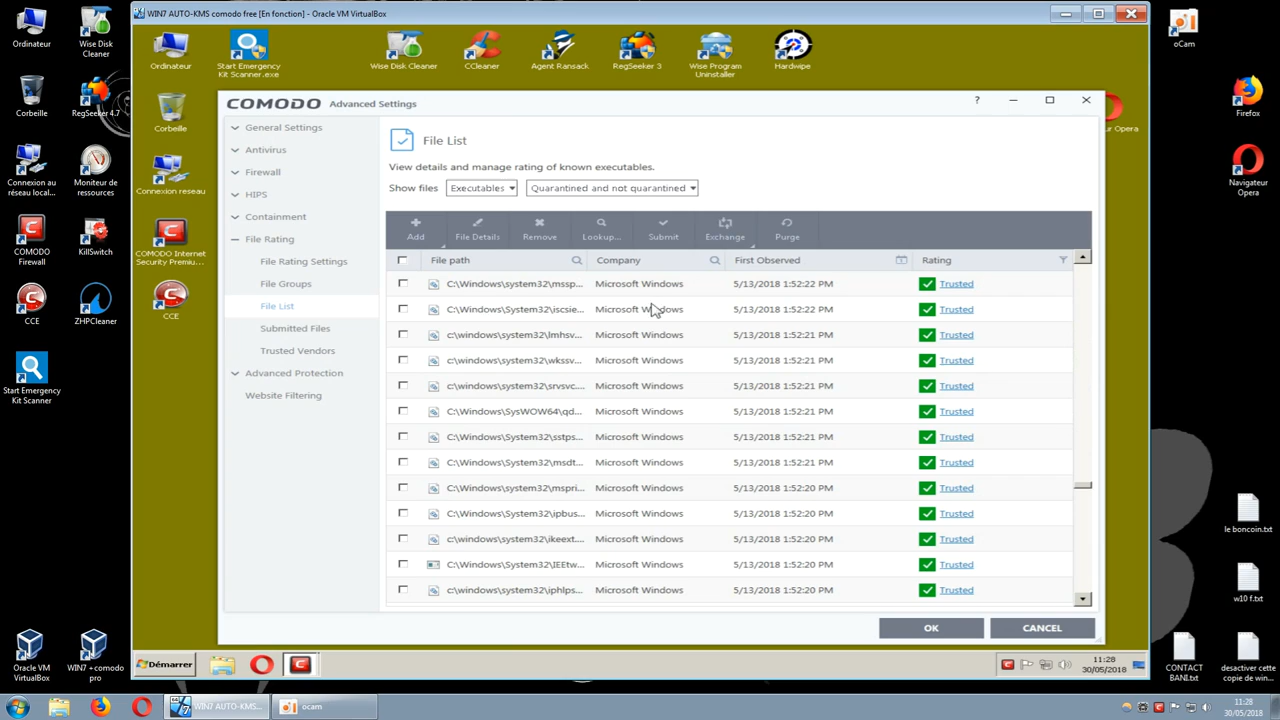 WIN7 AUTO-KMS comodo free [En fonction] - Oracle VM VirtualBox
Ordinateur
Wise Disk
Cleaner
Corbeille
RegSeeker 4.7
Connexion au
réseau local...
Moniteur de
ressources
COMODO
Firewall
KillSwitch
CCE
ZHPCleaner
Start Emergency
Kit Scanner
Oracle VM
VirtualBox
WIN7 +comodo
pro
Ordinateur
Start Emergency
Kit Scanner.exe
Wise Disk Cleaner
CCleaner
Agent Ransack
RegSeeker 3
Wise Program
Uninstaller
Hardwipe
Corbeille
Connexion reseau
COMODO Internet
Security Premiu...
CCE
ur Opera
COMODO Advanced Settings
?
General Settings
Antivirus
Firewall
HIPS
Containment
File Rating
File Rating Settings
File Groups
File List
Submitted Files
Trusted Vendors
Advanced Protection
Website Filtering
File List
View details and manage rating of known executables.
Show files Executables Quarantined and not quarantined
Add File Details Remove Lookup... Submit Exchange Purge
File path Company First Observed Rating
C:\Windows\system32\mssp... Microsoft Windows 5/13/2018 1:52:22 PM Trusted
C:\Windows\System32\iscsie... Microsoft Windows 5/13/2018 1:52:22 PM Trusted
c:\windows\system32\lmhsv... Microsoft Windows 5/13/2018 1:52:21 PM Trusted
c:\windows\system32\wkssv... Microsoft Windows 5/13/2018 1:52:21 PM Trusted
c:\windows\system32\srvsvc... Microsoft Windows 5/13/2018 1:52:21 PM Trusted
C:\Windows\SysWOW64\qd... Microsoft Windows 5/13/2018 1:52:21 PM Trusted
C:\Windows\System32\sstps... Microsoft Windows 5/13/2018 1:52:21 PM Trusted
C:\Windows\System32\msdt... Microsoft Windows 5/13/2018 1:52:21 PM Trusted
C:\Windows\system32\mspri... Microsoft Windows 5/13/2018 1:52:20 PM Trusted
C:\Windows\System32\ipbus... Microsoft Windows 5/13/2018 1:52:20 PM Trusted
c:\windows\system32\ikeext.... Microsoft Windows 5/13/2018 1:52:20 PM Trusted
C:\Windows\System32\IEEtw... Microsoft Windows 5/13/2018 1:52:20 PM Trusted
c:\windows\system32\iphlps... Microsoft Windows 5/13/2018 1:52:20 PM Trusted
OK CANCEL
Démarrer
11:28
30/05/2018
oCam
Firefox
Navigateur
Opera
le boncoin.txt
w10 f.txt
CONTACT
BANI.txt
desactiver cette
copie de win...
WIN7 AUTO-KMS... ocam
11:28
30/05/2018